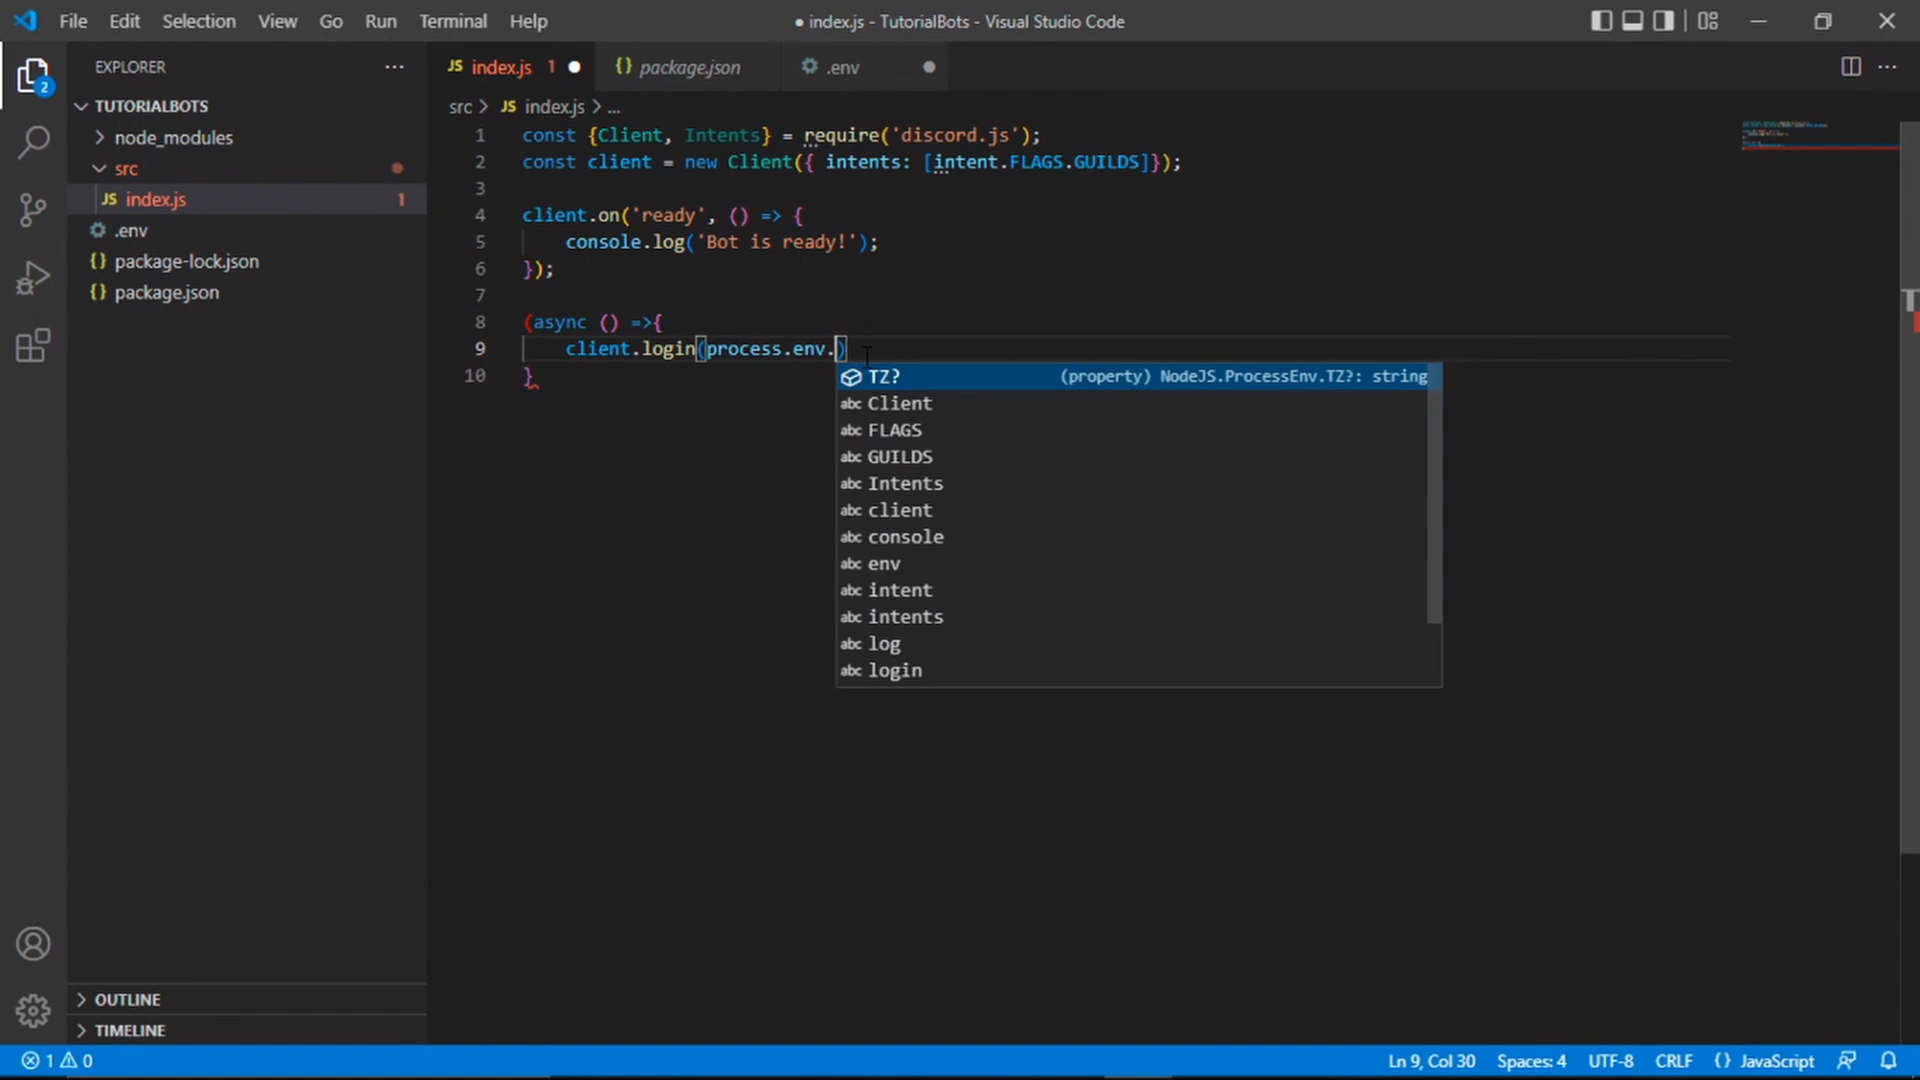 File Edit Selection View Go Run Terminal Help
● index.js - TutorialBots - Visual Studio Code
EXPLORER
TUTORIALBOTS
node_modules
src
JS index.js 1
.env
{} package-lock.json
{} package.json
OUTLINE
TIMELINE
2
JS index.js 1 ● {} package.json .env ●
src > JS index.js > ...
1 const {Client, Intents} = require('discord.js');
2 const client = new Client({ intents: [intent.FLAGS.GUILDS]});
3
4 client.on('ready', () => {
5 console.log('Bot is ready!');
6 });
7
8 (async () =>{
9 client.login(process.env.)
10 }
TZ? (property) NodeJS.ProcessEnv.TZ?: string
abc Client
abc FLAGS
abc GUILDS
abc Intents
abc client
abc console
abc env
abc intent
abc intents
abc log
abc login
1 0
Ln 9, Col 30 Spaces: 4 UTF-8 CRLF {} JavaScript